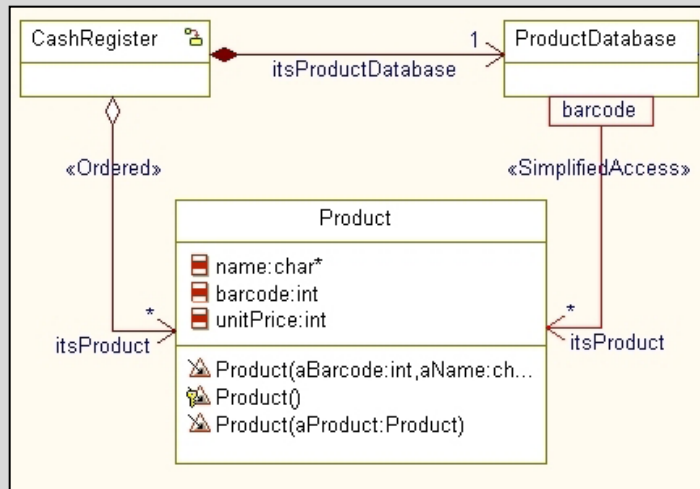 CashRegister
1
ProductDatabase
itsProductDatabase
barcode
«Ordered»
«SimplifiedAccess»
Product
name:char*
barcode:int
unitPrice:int
*
itsProduct
*
itsProduct
Product(aBarcode:int,aName:ch...
Product()
Product(aProduct:Product)